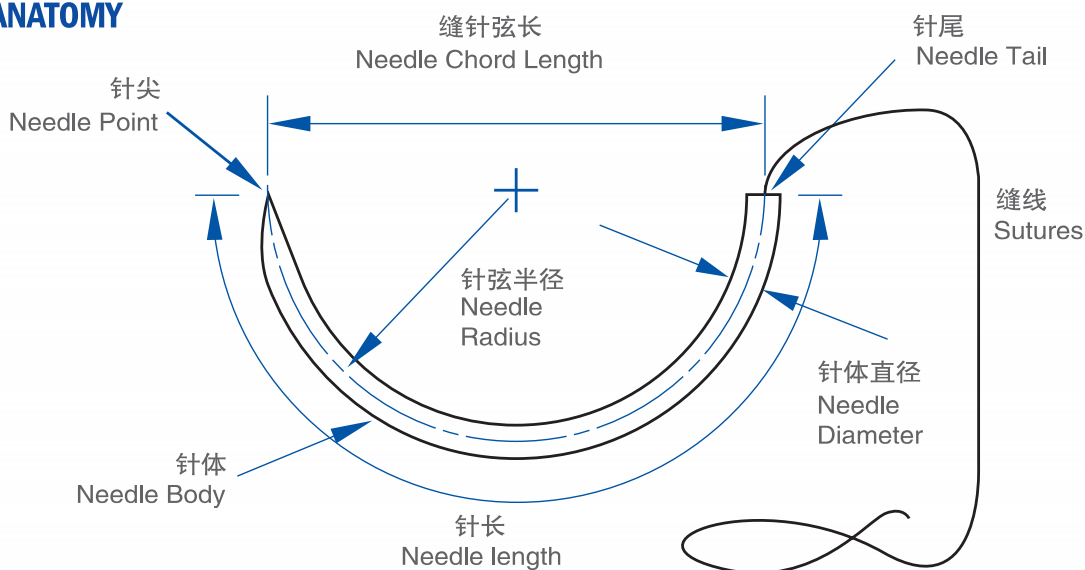 ANATOMY
缝针弦长
Needle Chord Length
针尾
Needle Tail
针尖
Needle Point
缝线
Sutures
针弦半径
Needle
Radius
针体直径
Needle
Diameter
针体
Needle Body
针长
Needle length